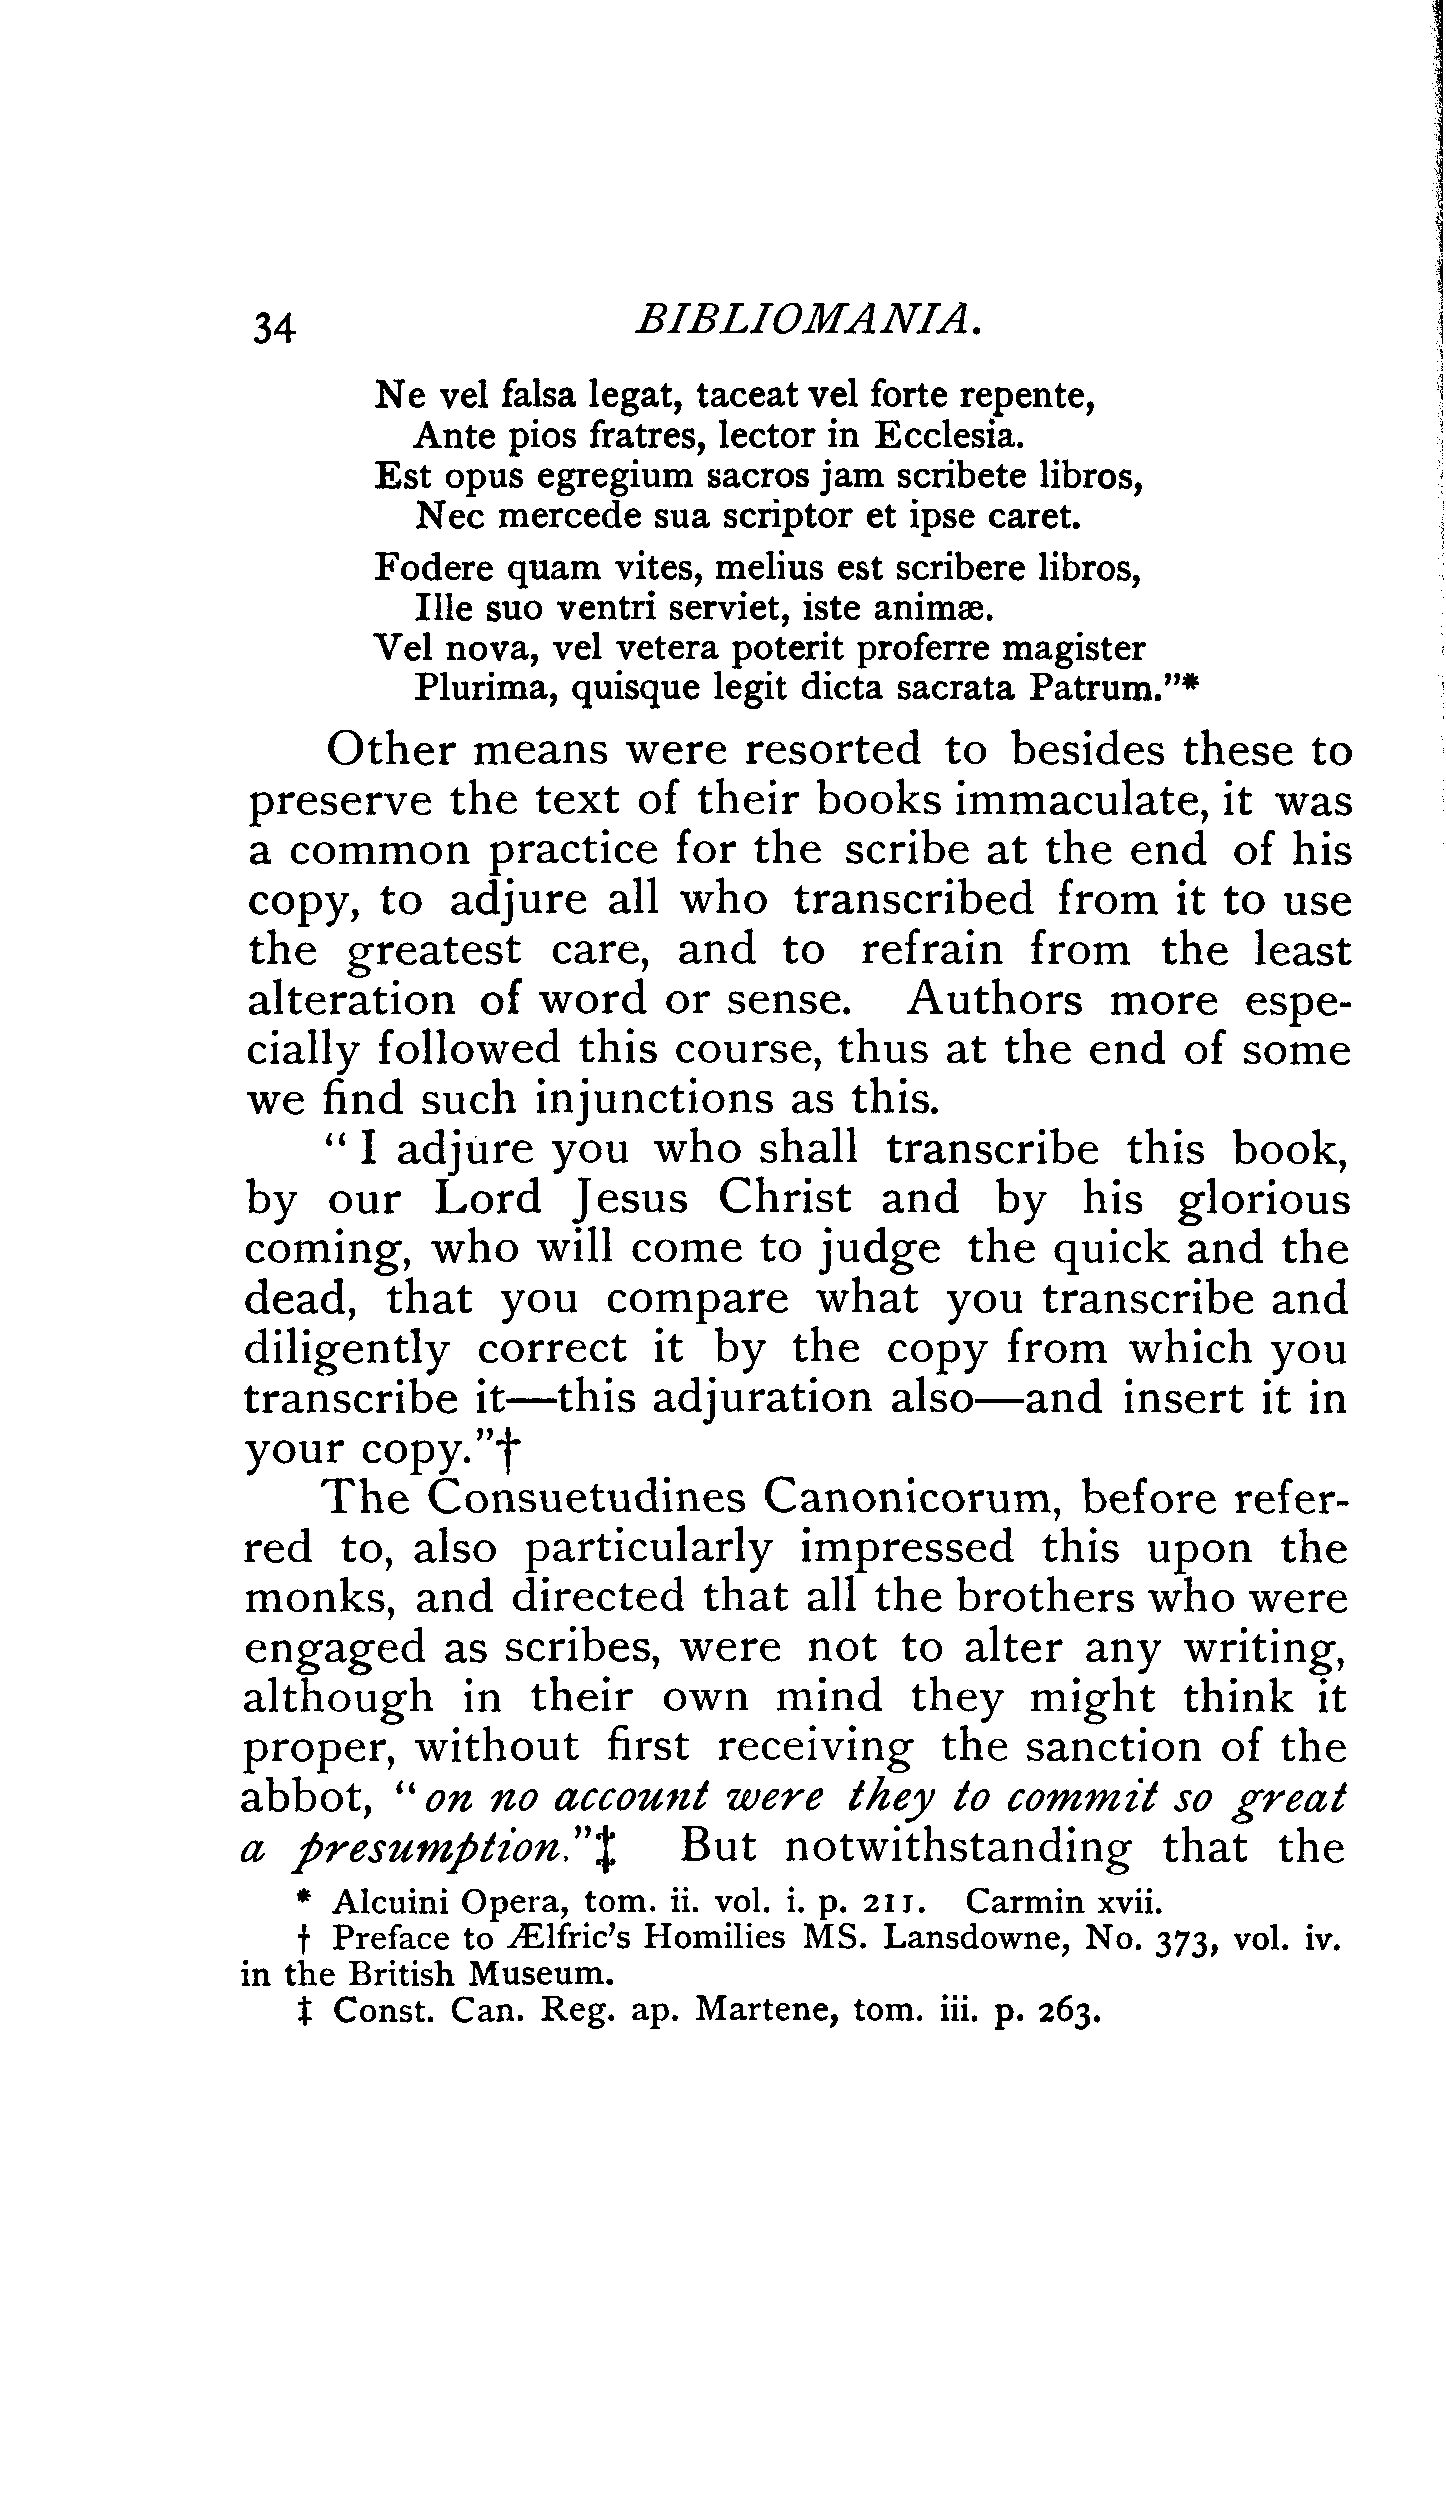 34 BIBLIOMANIA.
Ne vel falsa legat, taceat vel forte repente,
Ante pios fratres, lector in Ecclesia.
Est opus egregium sacros jam scribete libros,
Nec mercede sua scriptor et ipse caret.
Fodere quam vites, melius est scribere libros,
Ille suo ventri serviet, iste animæ.
Vel nova, vel vetera poterit proferre magister
Plurima, quisque legit dicta sacrata Patrum."*
Other means were resorted to besides these to
preserve the text of their books immaculate, it was
a common practice for the scribe at the end of his
copy, to adjure all who transcribed from it to use
the greatest care, and to refrain from the least
alteration of word or sense. Authors more espe-
cially followed this course, thus at the end of some
we find such injunctions as this.
"I adjure you who shall transcribe this book,
by our Lord Jesus Christ and by his glorious
coming, who will come to judge the quick and the
dead, that you compare what you transcribe and
diligently correct it by the copy from which you
transcribe it—this adjuration also—and insert it in
your copy."†
The Consuetudines Canonicorum, before refer-
red to, also particularly impressed this upon the
monks, and directed that all the brothers who were
engaged as scribes, were not to alter any writing,
although in their own mind they might think it
proper, without first receiving the sanction of the
abbot, "on no account were they to commit so great
a presumption."‡ But notwithstanding that the
* Alcuini Opera, tom. ii. vol. i. p. 211. Carmin xvii.
† Preface to Ælfric's Homilies MS. Lansdowne, No. 373, vol. iv.
in the British Museum.
‡ Const. Can. Reg. ap. Martene, tom. iii. p. 263.